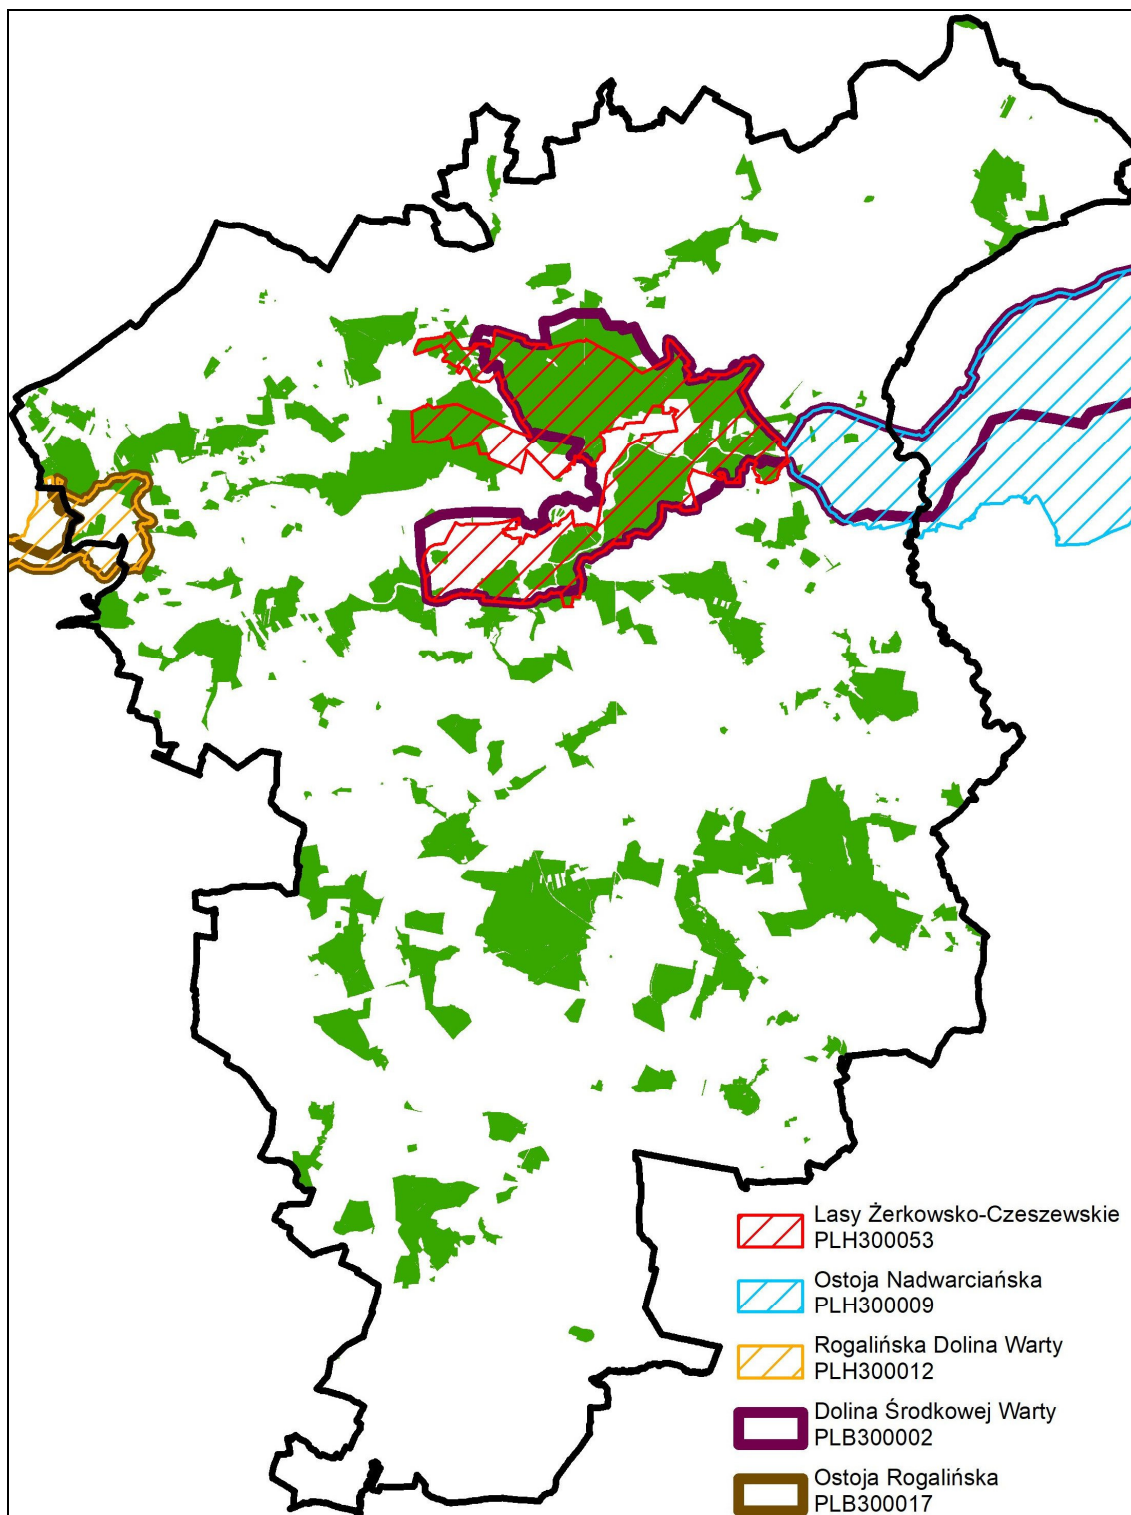 Lasy Żerkowsko-Czeszewskie
PLH300053
Ostoja Nadwarciańska
PLH300009
Rogalińska Dolina Warty
PLH300012
Dolina Środkowej Warty
PLB300002
Ostoja Rogalińska
PLB300017